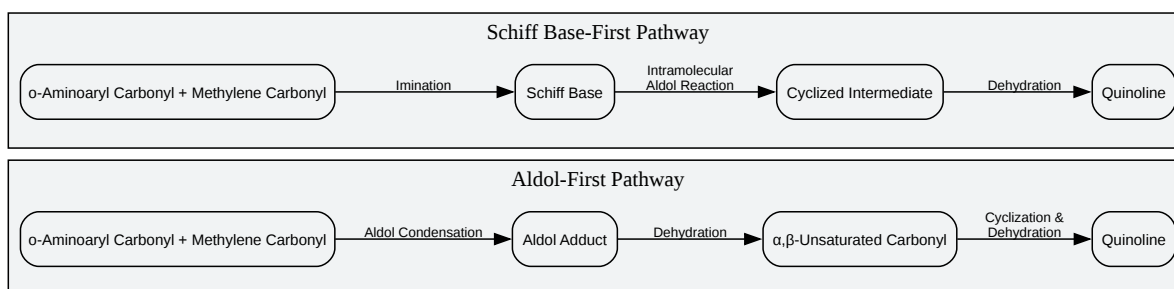 Schiff Base-First Pathway
o-Aminoaryl Carbonyl + Methylene Carbonyl
Imination
Schiff Base
Intramolecular
Aldol Reaction
Cyclized Intermediate
Dehydration
Quinoline
Aldol-First Pathway
o-Aminoaryl Carbonyl + Methylene Carbonyl
Aldol Condensation
Aldol Adduct
Dehydration
α,β-Unsaturated Carbonyl
Cyclization &
Dehydration
Quinoline